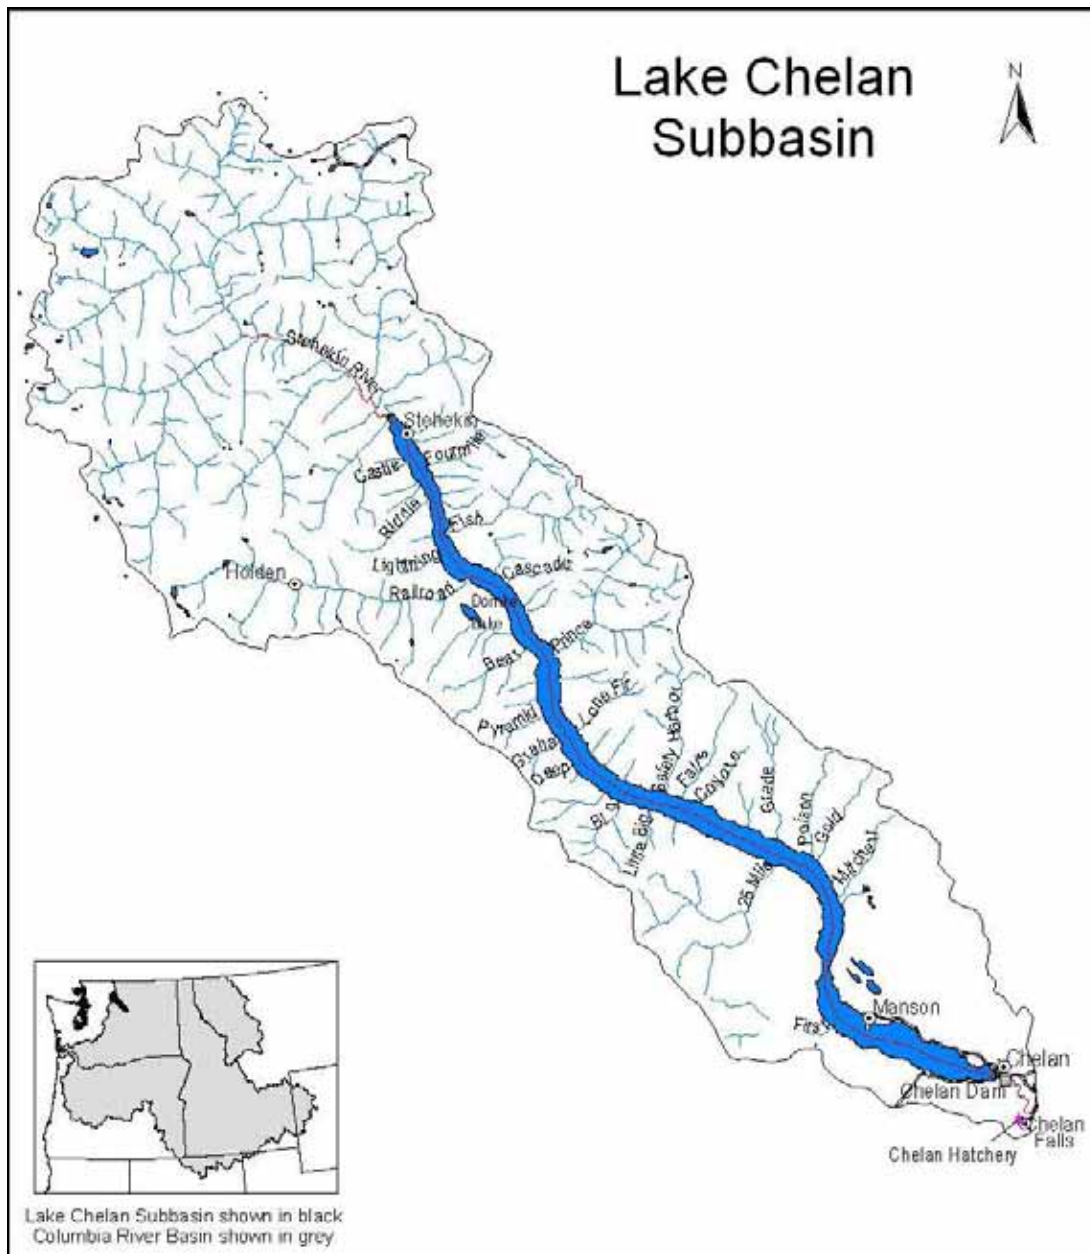 Lake Chelan
Subbasin
N
Stehekin River
Stehekin
Castle
Fourmile
Riddle
Fish
Lightning
Cascade
Holden
Railroad
Domke
Lake
Prince
Bear
Lone Fir
Pyramid
Graham
Safety Harbor
Deep
Falls
Coyote
Big
Glade
Poison
Gold
Little Big
Mitchell
25 Mile
Manson
First
Chelan
Chelan Dam
Chelan
Falls
Chelan Hatchery
Lake Chelan Subbasin shown in black
Columbia River Basin shown in grey